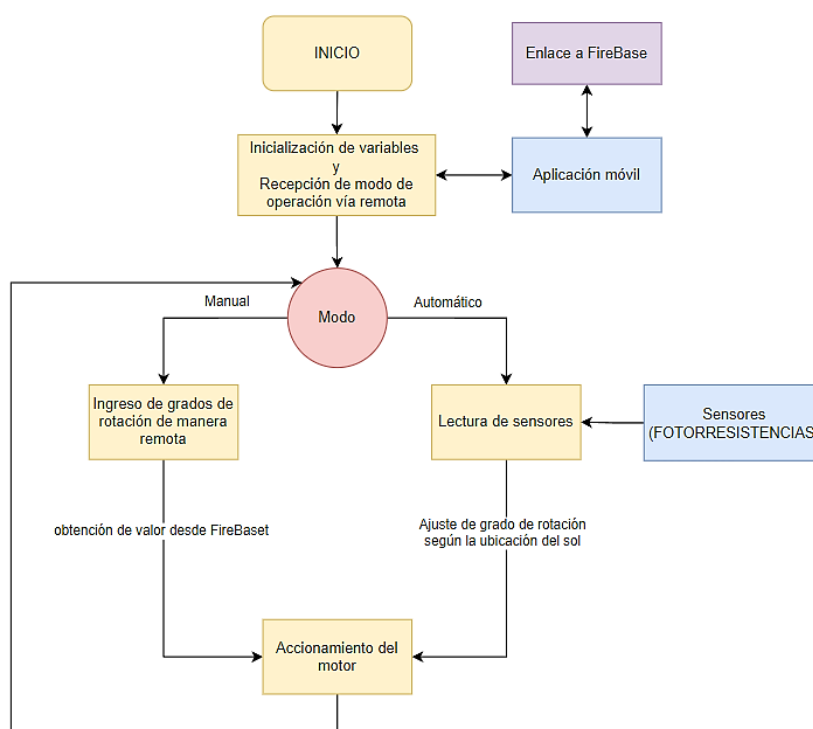 INICIO
Enlace a FireBase
Inicialización de variables
y
Recepción de modo de
operación vía remota
Aplicación móvil
Manual
Automático
Modo
Ingreso de grados de
rotación de manera
remota
Lectura de sensores
Sensores
(FOTORRESISTENCIAS
obtención de valor desde FireBaset
Ajuste de grado de rotación
según la ubicación del sol
Accionamiento del
motor